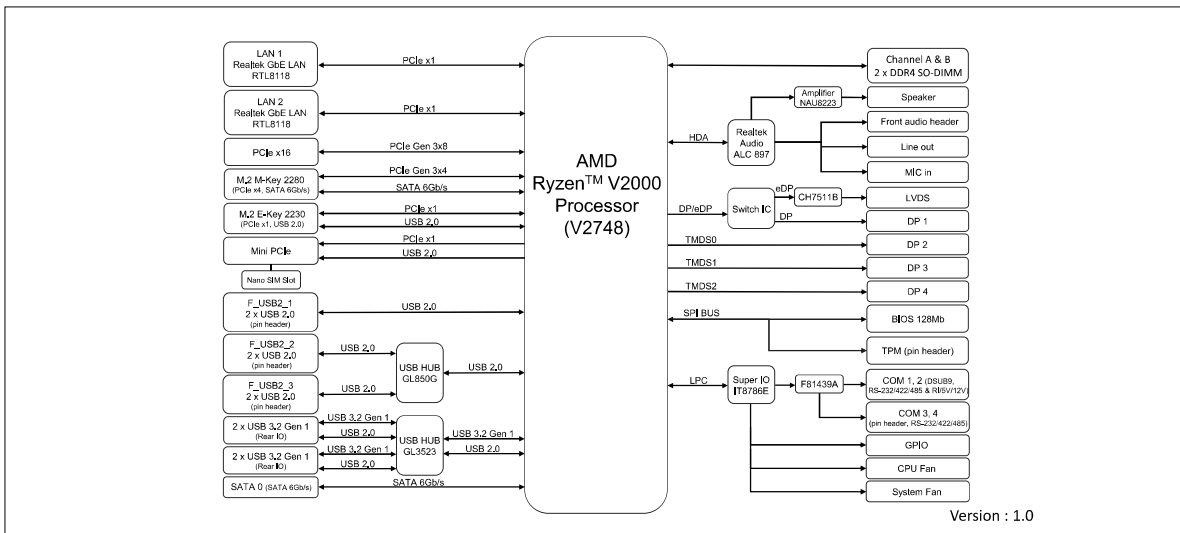 LAN 1
Realtek GbE LAN
RTL8118
PCIe x1
LAN 2
Realtek GbE LAN
RTL8118
PCIe x1
PCIe x16
PCIe Gen 3x8
M.2 M-Key 2280
(PCIe x4, SATA 6Gb/s)
PCIe Gen 3x4
SATA 6Gb/s
M.2 E-Key 2230
(PCIe x1, USB 2.0)
PCIe x1
USB 2.0
Mini PCIe
PCIe x1
USB 2.0
Nano SIM Slot
F_USB2_1
2 x USB 2.0
(pin header)
USB 2.0
F_USB2_2
2 x USB 2.0
(pin header)
USB 2.0
F_USB2_3
2 x USB 2.0
(pin header)
USB 2.0
USB HUB
GL850G
USB 2.0
2 x USB 3.2 Gen 1
(Rear IO)
USB 3.2 Gen 1
USB 2.0
2 x USB 3.2 Gen 1
(Rear IO)
USB 3.2 Gen 1
USB 2.0
USB HUB
GL3523
USB 3.2 Gen 1
USB 2.0
SATA 0 (SATA 6Gb/s)
SATA 6Gb/s
AMD
Ryzen™ V2000
Processor
(V2748)
Channel A & B
2 x DDR4 SO-DIMM
HDA
Realtek
Audio
ALC 897
Amplifier
NAU8223
Speaker
Front audio header
Line out
MIC in
DP/eDP
Switch IC
eDP
CH7511B
LVDS
DP
DP 1
TMDS0
DP 2
TMDS1
DP 3
TMDS2
DP 4
SPI BUS
BIOS 128Mb
TPM (pin header)
LPC
Super IO
IT8786E
F81439A
COM 1, 2 (DSUB9,
RS-232/422/485 & RI/5V/12V)
COM 3, 4
(pin header, RS-232/422/485)
GPIO
CPU Fan
System Fan
Version : 1.0